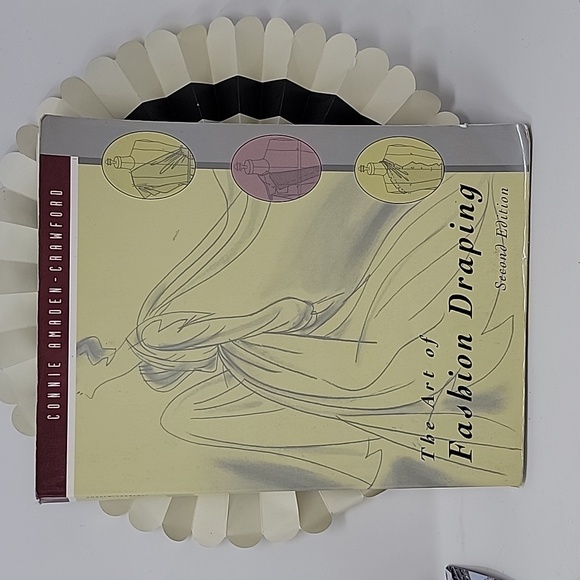 CONNIE AMADEN-CRAWFORD
The Art of
Fashion Draping
Second Edition